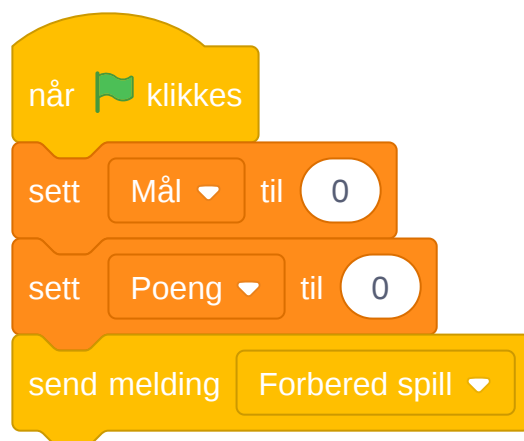 når klikkes
sett Mål til 0
sett Poeng til 0
send melding Forbered spill